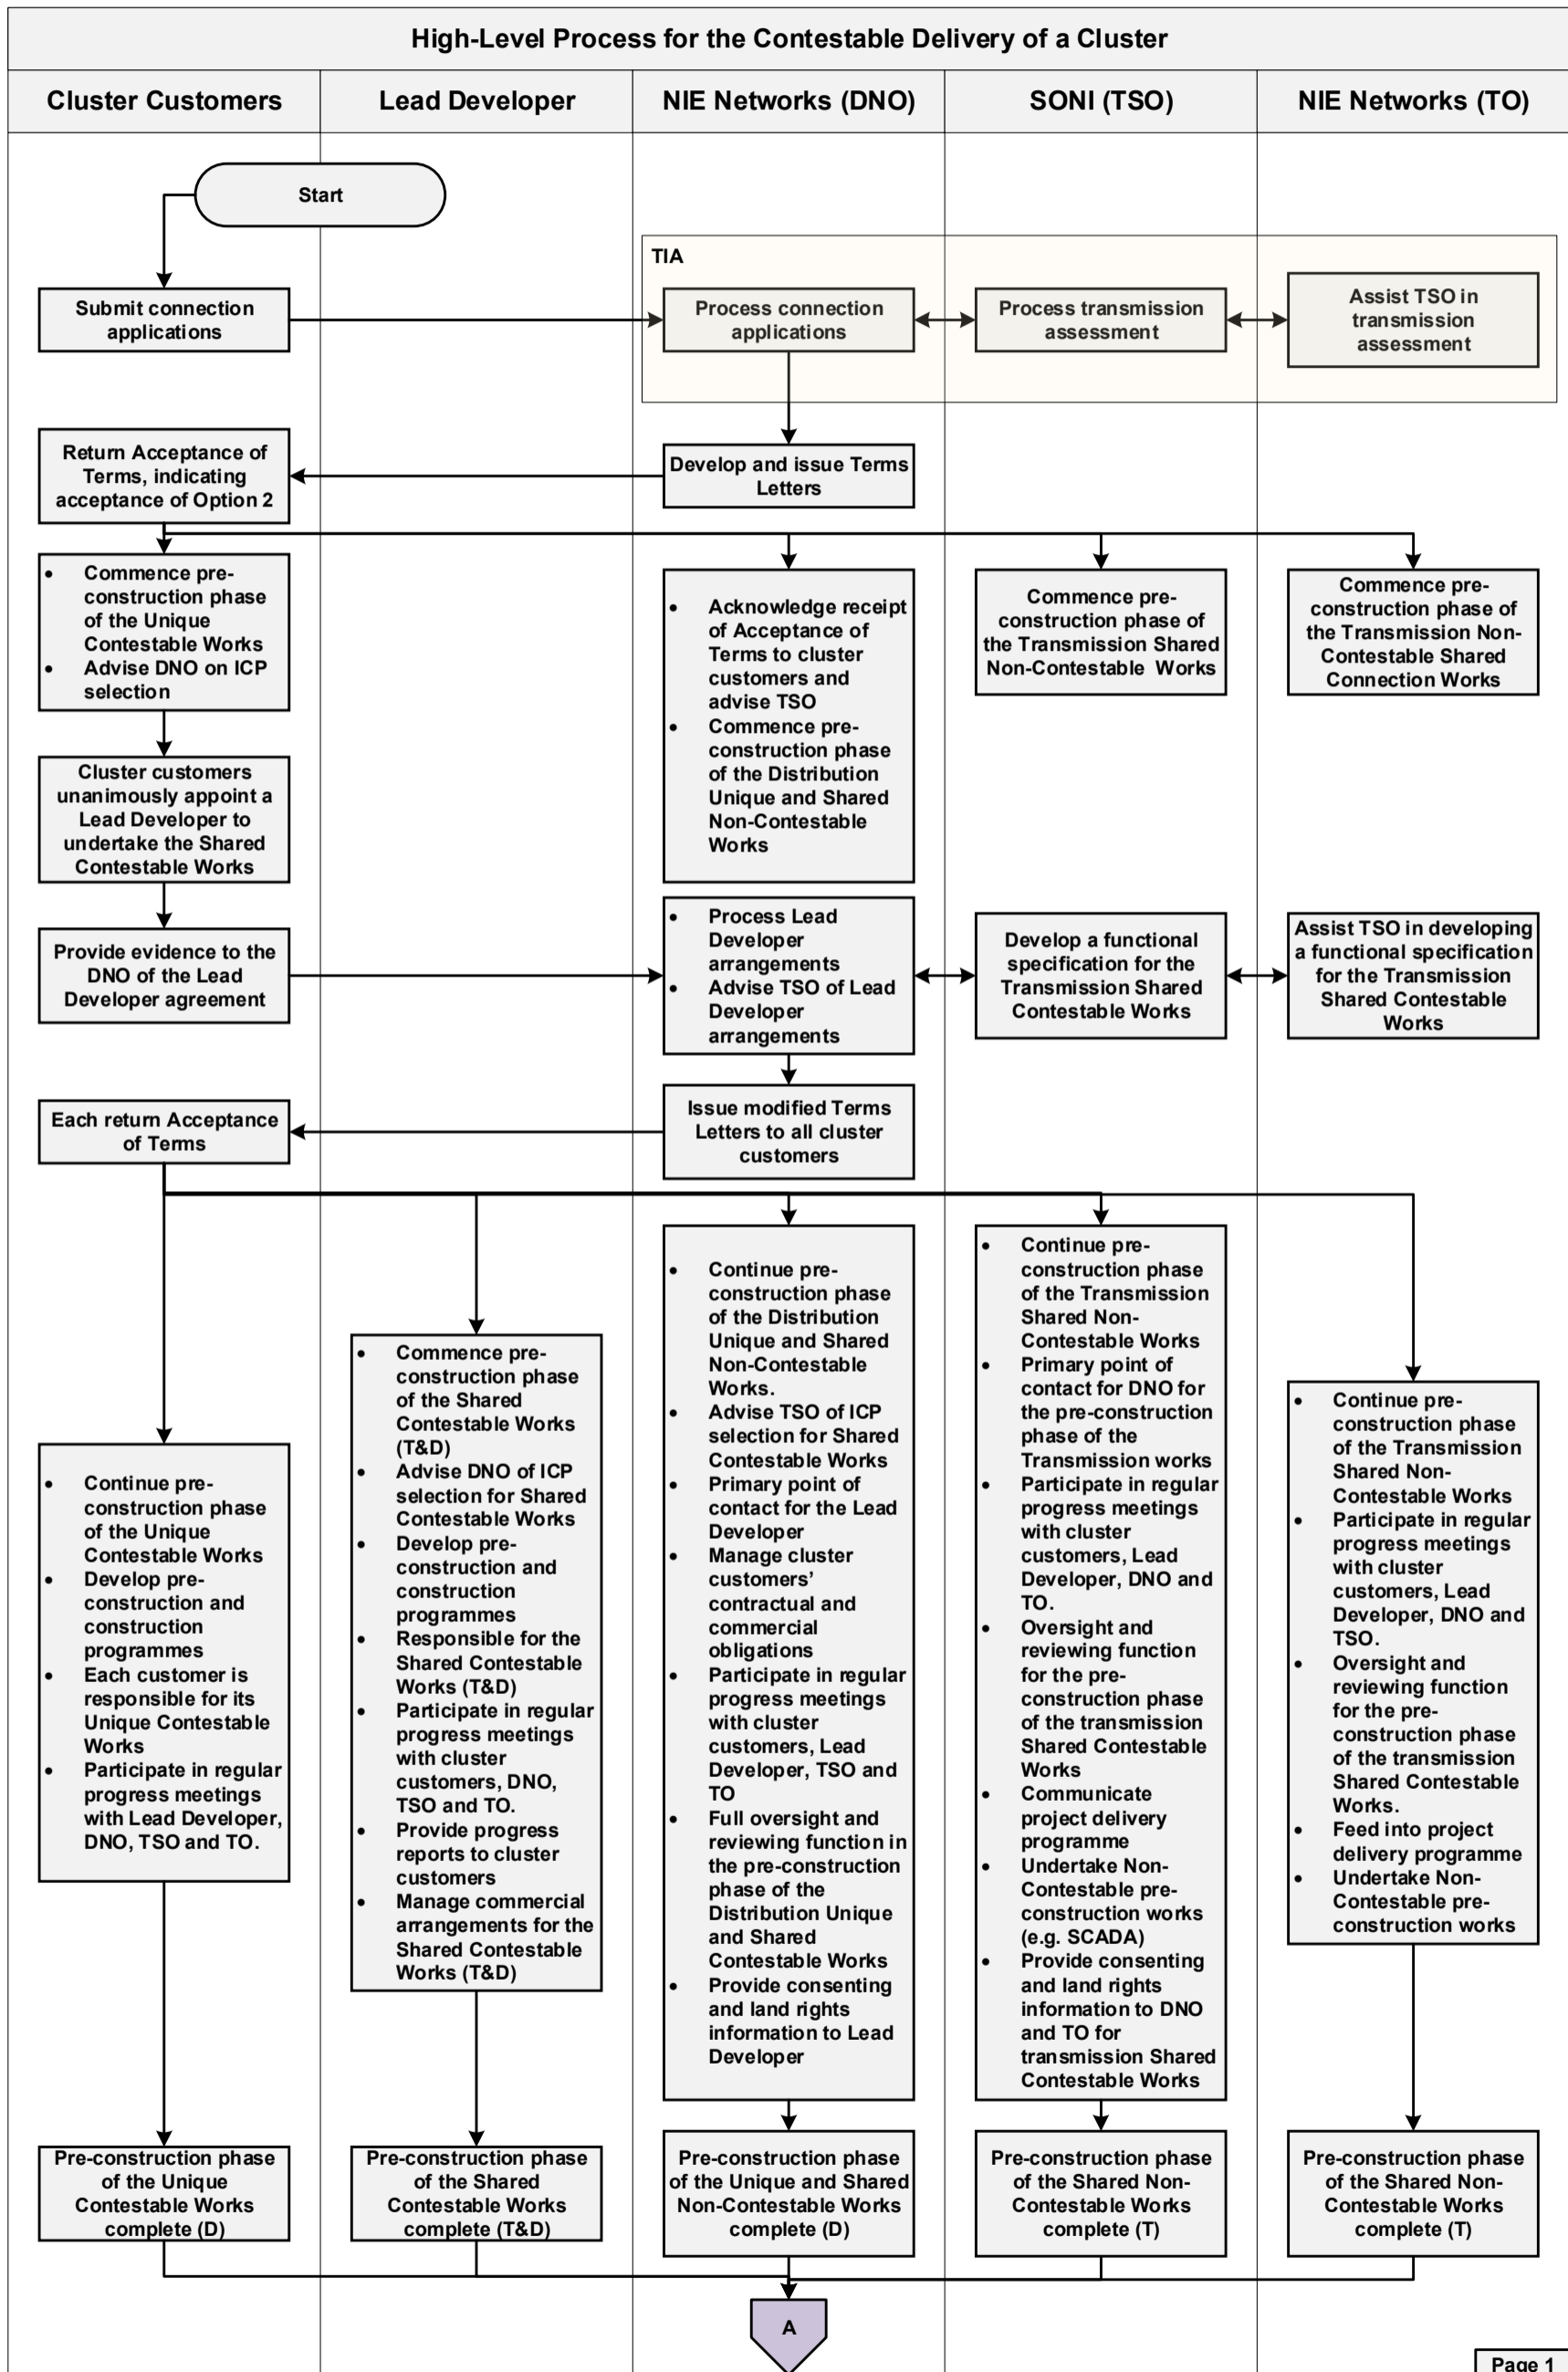 High-Level Process for the Contestable Delivery of a Cluster
Cluster Customers
Lead Developer
NIE Networks (DNO)
SONI (TSO)
NIE Networks (TO)
Start
TIA
Submit connection
applications
Process connection
applications
Process transmission
assessment
Assist TSO in
transmission
assessment
Return Acceptance of
Terms, indicating
acceptance of Option 2
Develop and issue Terms
Letters
• Commence pre-
construction phase
of the Unique
Contestable Works
• Advise DNO on ICP
selection
• Acknowledge receipt
of Acceptance of
Terms to cluster
customers and
advise TSO
• Commence pre-
construction phase
of the Distribution
Unique and Shared
Non-Contestable
Works
Commence pre-
construction phase of
the Transmission Shared
Non-Contestable Works
Commence pre-
construction phase of
the Transmission Non-
Contestable Shared
Connection Works
Cluster customers
unanimously appoint a
Lead Developer to
undertake the Shared
Contestable Works
Provide evidence to the
DNO of the Lead
Developer agreement
• Process Lead
Developer
arrangements
• Advise TSO of Lead
Developer
arrangements
Develop a functional
specification for the
Transmission Shared
Contestable Works
Assist TSO in developing
a functional specification
for the Transmission
Shared Contestable
Works
Each return Acceptance
of Terms
Issue modified Terms
Letters to all cluster
customers
• Continue pre-
construction phase
of the Unique
Contestable Works
• Develop pre-
construction and
construction
programmes
• Each customer is
responsible for its
Unique Contestable
Works
• Participate in regular
progress meetings
with Lead Developer,
DNO, TSO and TO.
• Commence pre-
construction phase
of the Shared
Contestable Works
(T&D)
• Advise DNO of ICP
selection for Shared
Contestable Works
• Develop pre-
construction and
construction
programmes
• Responsible for the
Shared Contestable
Works (T&D)
• Participate in regular
progress meetings
with cluster
customers, DNO,
TSO and TO.
• Provide progress
reports to cluster
customers
• Manage commercial
arrangements for the
Shared Contestable
Works (T&D)
• Continue pre-
construction phase
of the Distribution
Unique and Shared
Non-Contestable
Works.
• Advise TSO of ICP
selection for Shared
Contestable Works
• Primary point of
contact for the Lead
Developer
• Manage cluster
customers’
contractual and
commercial
obligations
• Participate in regular
progress meetings
with cluster
customers, Lead
Developer, TSO and
TO
• Full oversight and
reviewing function in
the pre-construction
phase of the
Distribution Unique
and Shared
Contestable Works
• Provide consenting
and land rights
information to Lead
Developer
• Continue pre-
construction phase
of the Transmission
Shared Non-
Contestable Works
• Primary point of
contact for DNO for
the pre-construction
phase of the
Transmission works
• Participate in regular
progress meetings
with cluster
customers, Lead
Developer, DNO and
TO.
• Oversight and
reviewing function
for the pre-
construction phase
of the transmission
Shared Contestable
Works
• Communicate
project delivery
programme
• Undertake Non-
Contestable pre-
construction works
(e.g. SCADA)
• Provide consenting
and land rights
information to DNO
and TO for
transmission Shared
Contestable Works
• Continue pre-
construction phase
of the Transmission
Shared Non-
Contestable Works
• Participate in regular
progress meetings
with cluster
customers, Lead
Developer, DNO and
TSO.
• Oversight and
reviewing function
for the pre-
construction phase
of the transmission
Shared Contestable
Works.
• Feed into project
delivery programme
• Undertake Non-
Contestable pre-
construction works
Pre-construction phase
of the Unique
Contestable Works
complete (D)
Pre-construction phase
of the Shared
Contestable Works
complete (T&D)
Pre-construction phase
of the Unique and Shared
Non-Contestable Works
complete (D)
Pre-construction phase
of the Shared Non-
Contestable Works
complete (T)
Pre-construction phase
of the Shared Non-
Contestable Works
complete (T)
A
Page 1